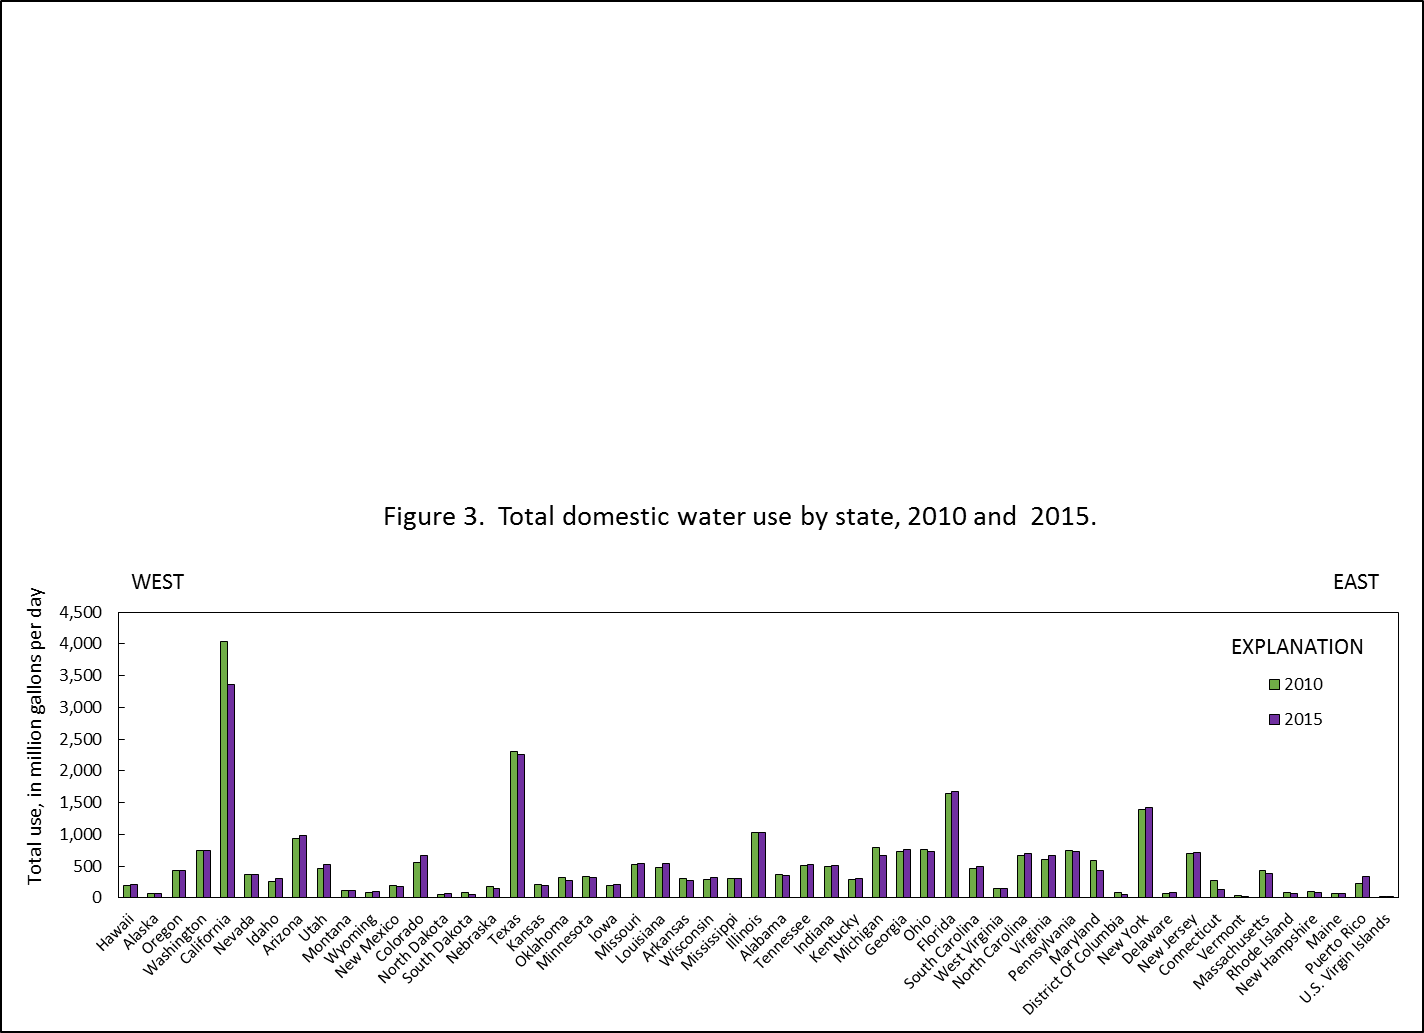 Figure 3.  Total domestic water use by state, 2010 and  2015.
WEST
EAST
Total use, in million gallons per day
4,500
4,000
3,500
3,000
2,500
2,000
1,500
1,000
500
0
EXPLANATION
2010
2015
Hawaii
Alaska
Oregon
Washington
California
Nevada
Idaho
Arizona
Utah
Montana
Wyoming
New Mexico
Colorado
North Dakota
South Dakota
Nebraska
Texas
Kansas
Oklahoma
Minnesota
Iowa
Missouri
Louisiana
Arkansas
Wisconsin
Mississippi
Illinois
Alabama
Tennessee
Indiana
Kentucky
Michigan
Georgia
Ohio
Florida
South Carolina
West Virginia
North Carolina
Virginia
Pennsylvania
Maryland
District Of Columbia
New York
Delaware
New Jersey
Connecticut
Vermont
Massachusetts
Rhode Island
New Hampshire
Maine
Puerto Rico
U.S. Virgin Islands